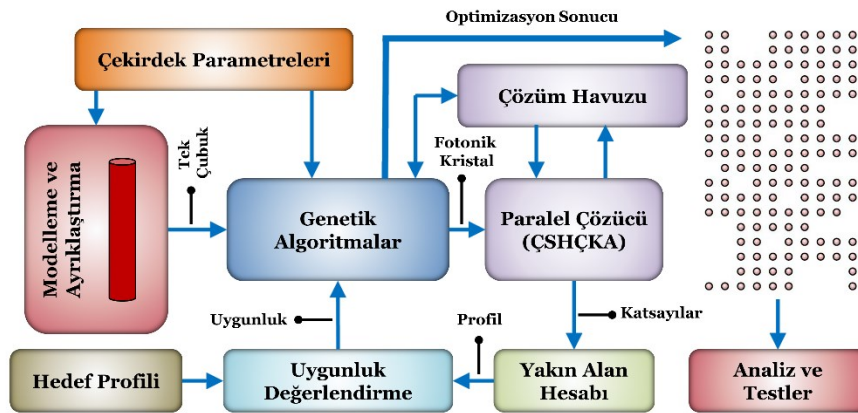 Optimizasyon Sonucu
Çekirdek Parametreleri
Çözüm Havuzu
Modelleme ve
Ayrıklaştırma
Tek
Çubuk
Genetik
Algoritmalar
Fotonik
Kristal
Paralel Çözücü
(ÇSHÇKA)
Uygunluk
Profil
Katsayılar
Hedef Profili
Uygunluk
Değerlendirme
Yakın Alan
Hesabı
Analiz ve
Testler